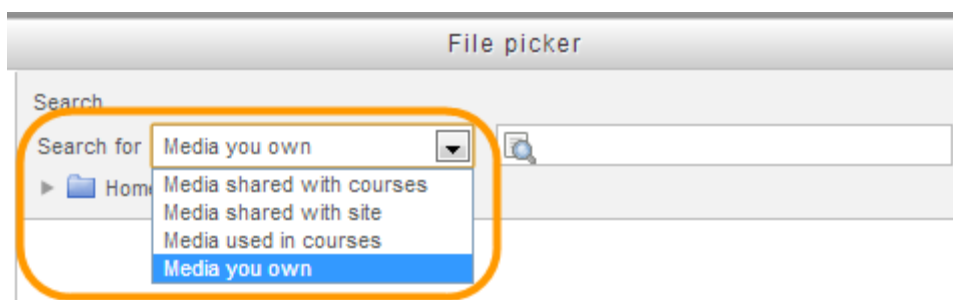 File picker
Search
Search for Media you own
Hom
Media shared with courses
Media shared with site
Media used in courses
Media you own